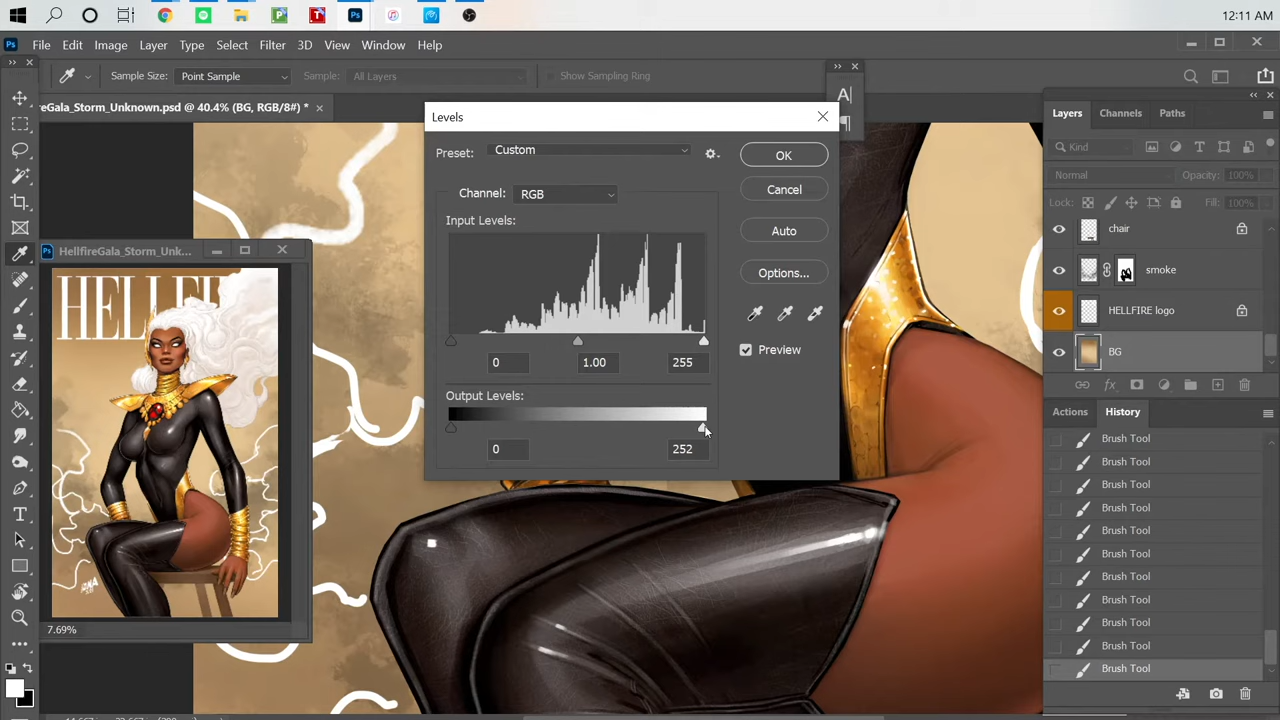 12:11 AM
Ps
File Edit Image Layer Type Select Filter 3D View Window Help
Sample Size: Point Sample Sample: All Layers Show Sampling Ring
reGala_Storm_Unknown.psd @ 40.4% (BG, RGB/8#) * ×
Levels
Preset: Custom
Channel: RGB
Input Levels:
0 1.00 255
Output Levels:
0 252
OK
Cancel
Auto
Options...
Preview
HellfireGala_Storm_Unk...
7.69%
Layers Channels Paths
Kind
Normal Opacity: 100%
Lock: Fill: 100%
chair
smoke
HELLFIRE logo
BG
Actions History
Brush Tool
Brush Tool
Brush Tool
Brush Tool
Brush Tool
Brush Tool
Brush Tool
Brush Tool
Brush Tool
Brush Tool
Brush Tool